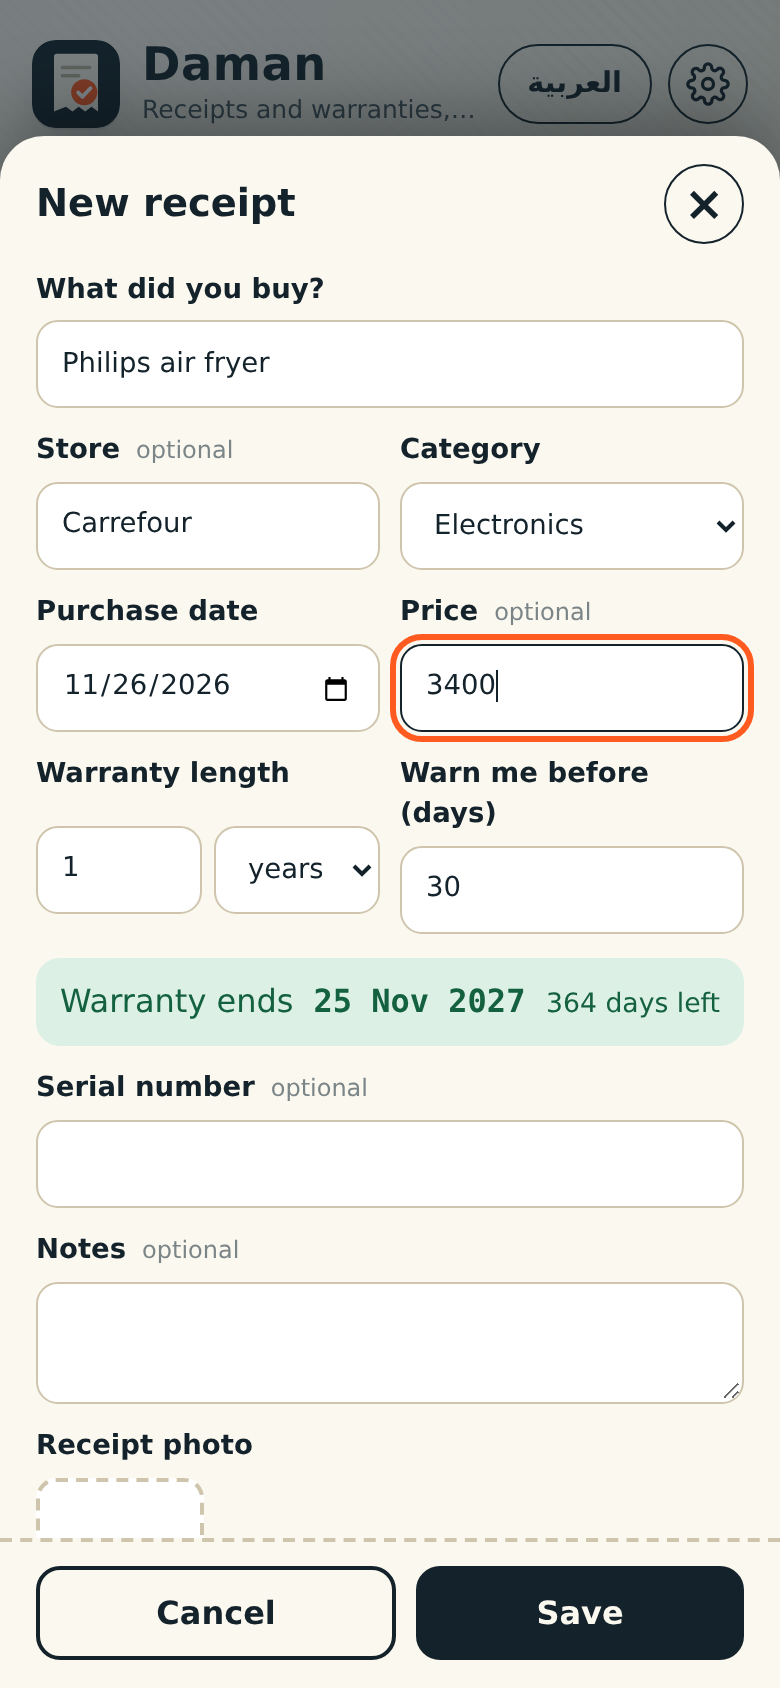 Daman
Receipts and warranties,...
العربية
New receipt
What did you buy?
Philips air fryer
Store optional
Category
Carrefour
Electronics
Purchase date
Price optional
11/26/2026
3400
Warranty length
Warn me before (days)
1
years
30
Warranty ends 25 Nov 2027 364 days left
Serial number optional
Notes optional
Receipt photo
Cancel
Save